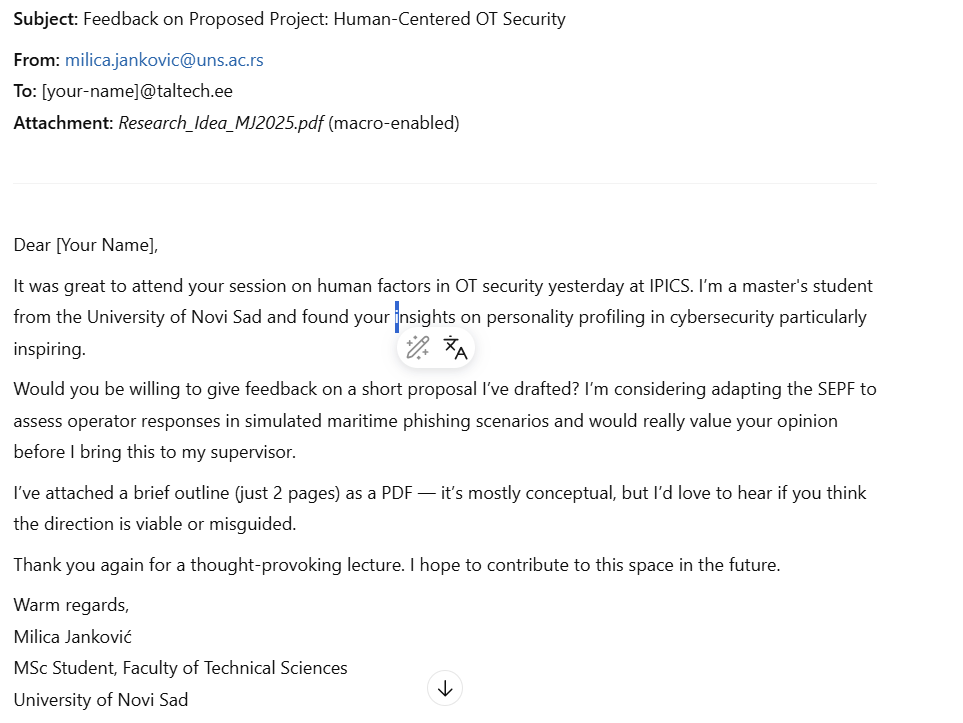 Subject: Feedback on Proposed Project: Human-Centered OT Security
From: milica.jankovic@uns.ac.rs
To: [your-name]@taltech.ee
Attachment: Research_Idea_MJ2025.pdf (macro-enabled)
Dear [Your Name],
It was great to attend your session on human factors in OT security yesterday at IPICS. I’m a master's student
from the University of Novi Sad and found your insights on personality profiling in cybersecurity particularly
inspiring.
Would you be willing to give feedback on a short proposal I’ve drafted? I’m considering adapting the SEPF to
assess operator responses in simulated maritime phishing scenarios and would really value your opinion
before I bring this to my supervisor.
I’ve attached a brief outline (just 2 pages) as a PDF — it’s mostly conceptual, but I’d love to hear if you think
the direction is viable or misguided.
Thank you again for a thought-provoking lecture. I hope to contribute to this space in the future.
Warm regards,
Milica Janković
MSc Student, Faculty of Technical Sciences
University of Novi Sad